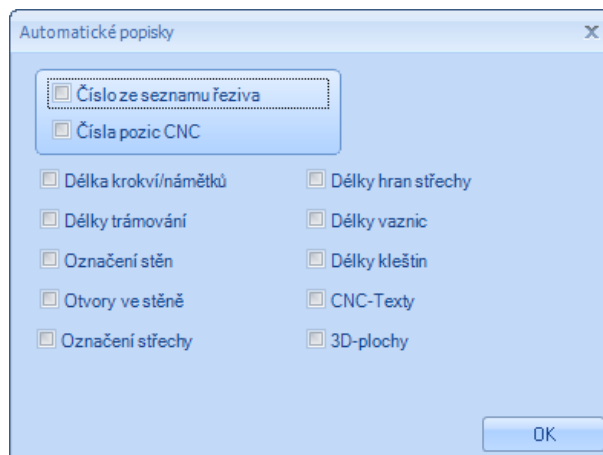 Automatické popisky
Číslo ze seznamu řeziva
Čísla pozic CNC
Délka krokví/námětků
Délky hran střechy
Délky trámování
Délky vaznic
Označení stěn
Délky kleštin
Otvory ve stěně
CNC-Texty
Označení střechy
3D-plochy
OK